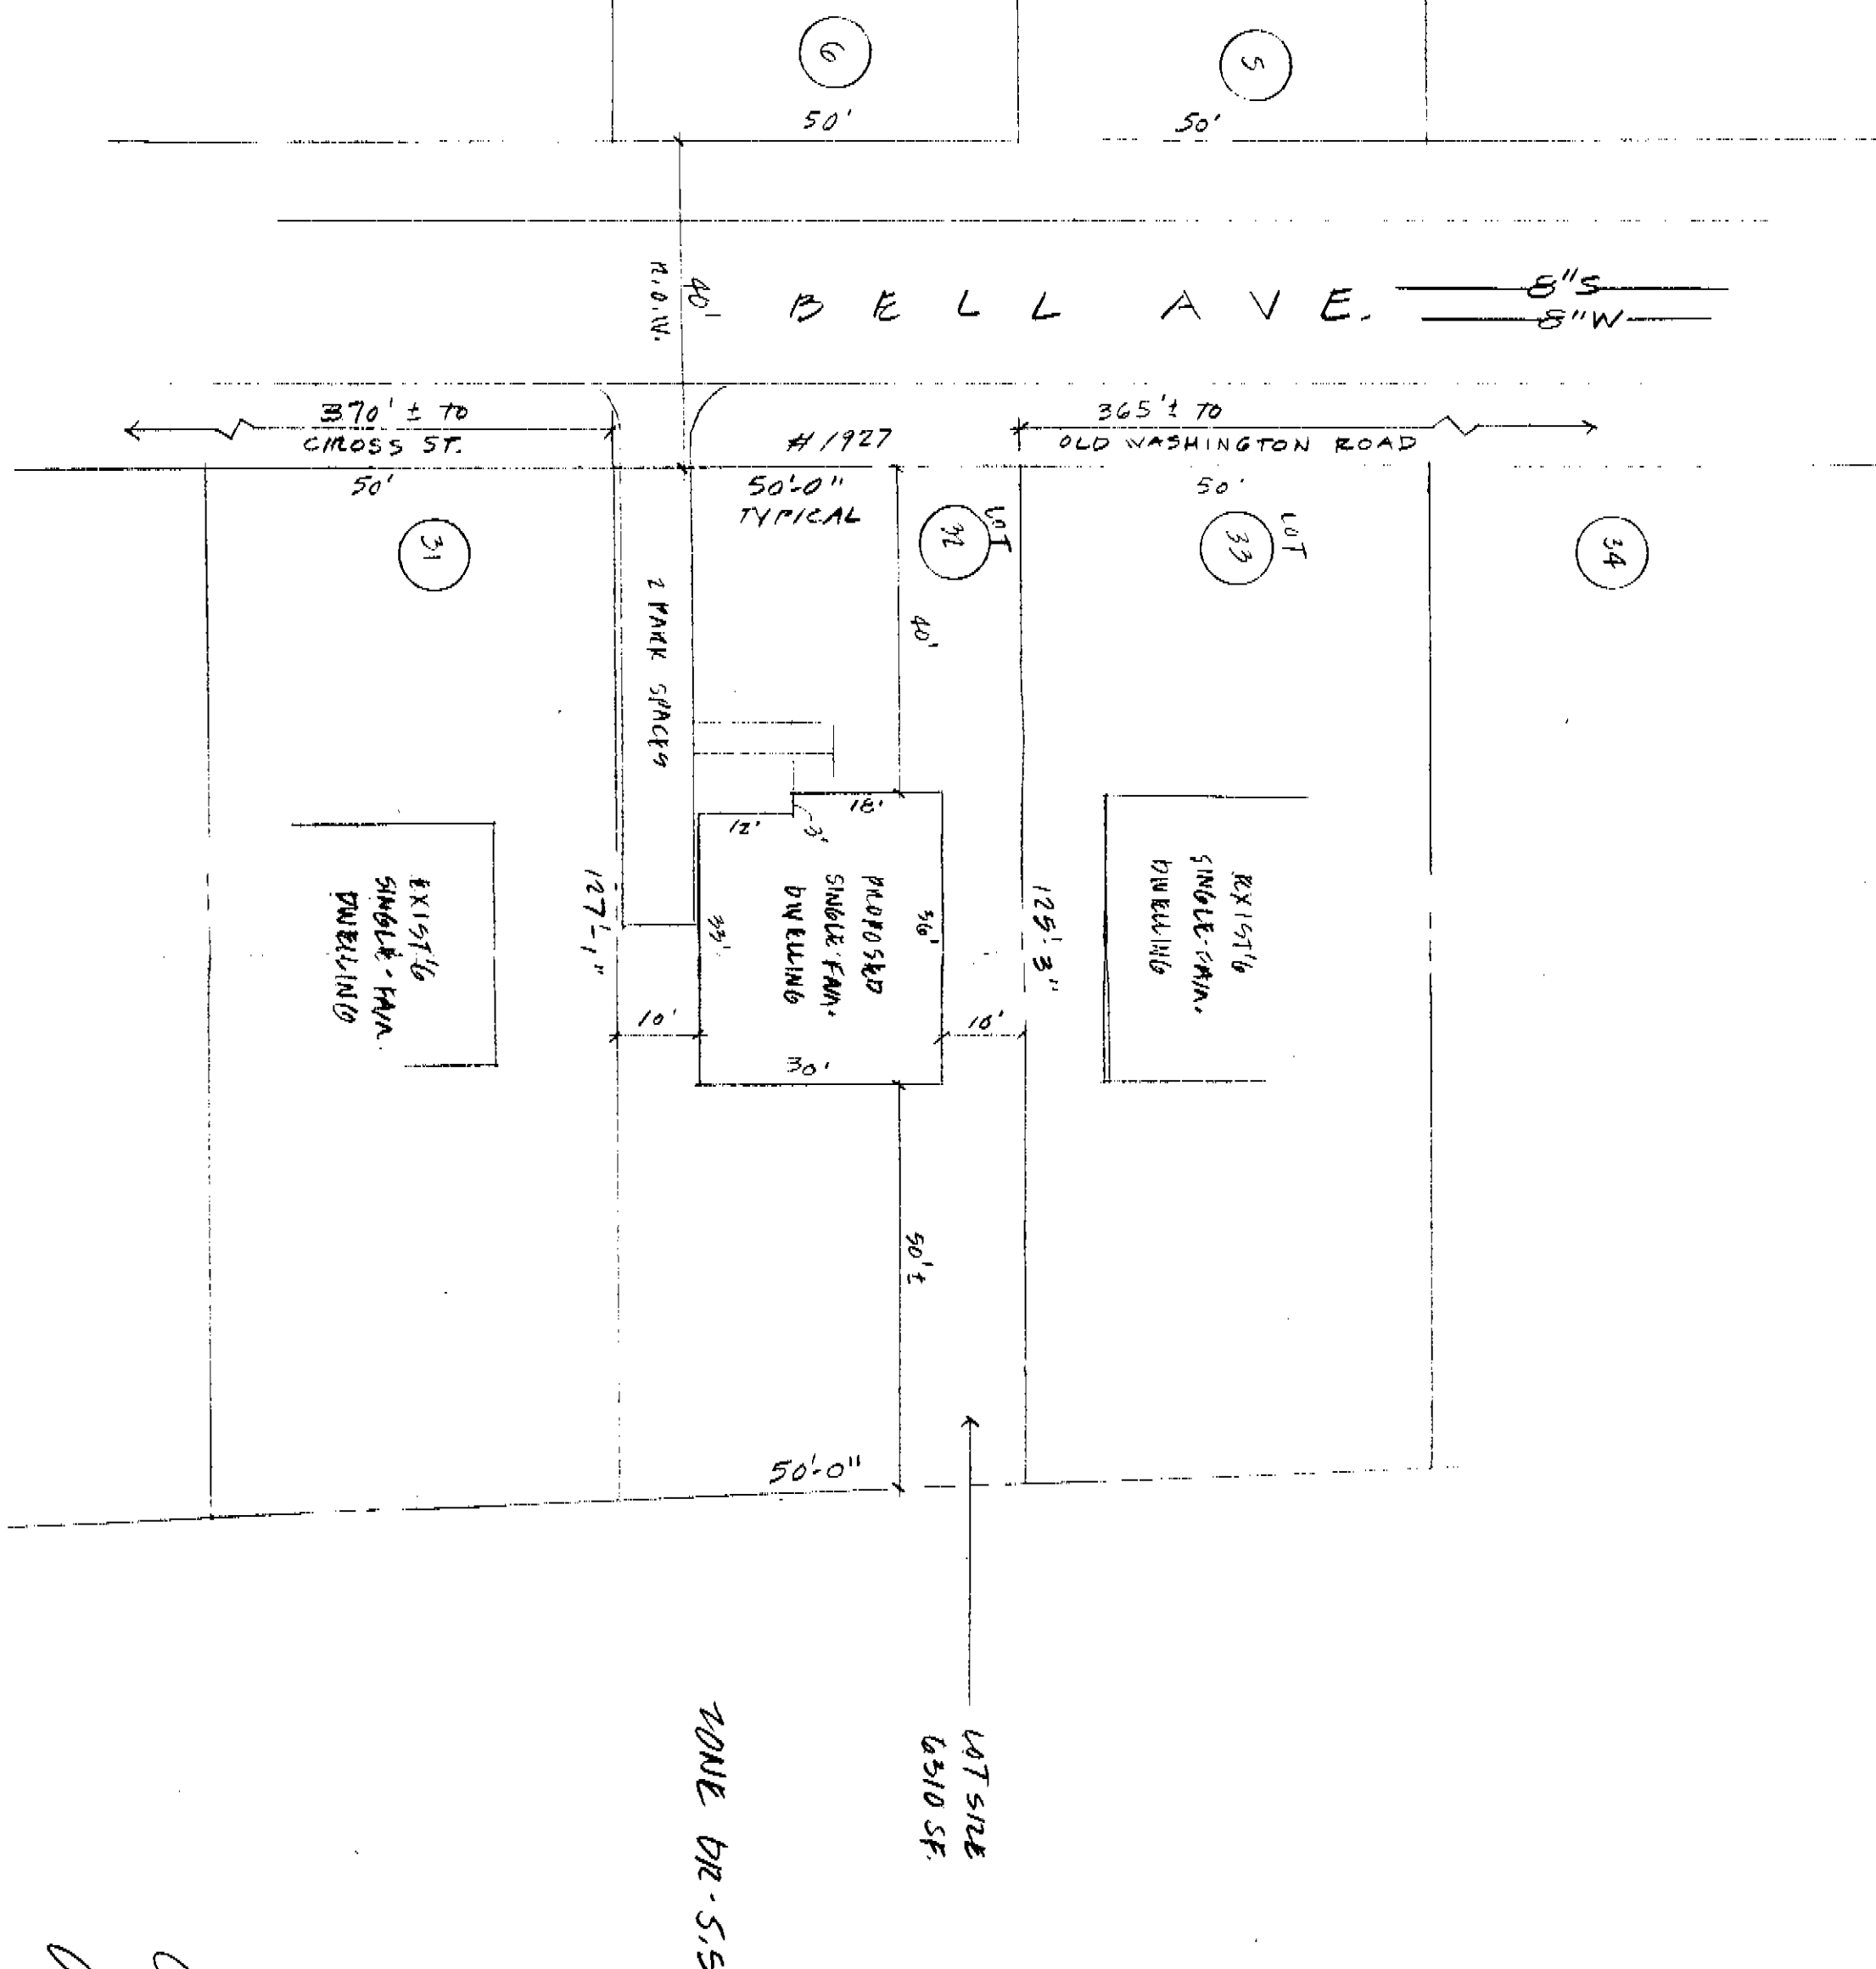 6
5
50'
50'
40'
R.O.W.
BELL AVE.
8"S
8"W
370' ± TO
CROSS ST.
#1927
365'± TO
OLD WASHINGTON ROAD
50'
50'-0"
TYPICAL
50'
31
LOT
32
LOT
33
34
2 PARK SPACES
40'
18'
12'
3'
EXIST'G
SINGLE-FAM.
DWELLING
127'-1"
33'
PROPOSED
SINGLE FAM.
DWELLING
36'
125'-3"
EXIST'G
SINGLE-FAM.
DWELLING
10'
10'
30'
50'±
50'-0"
LOT SIZE
6310 SF.
ZONE DR-5.5